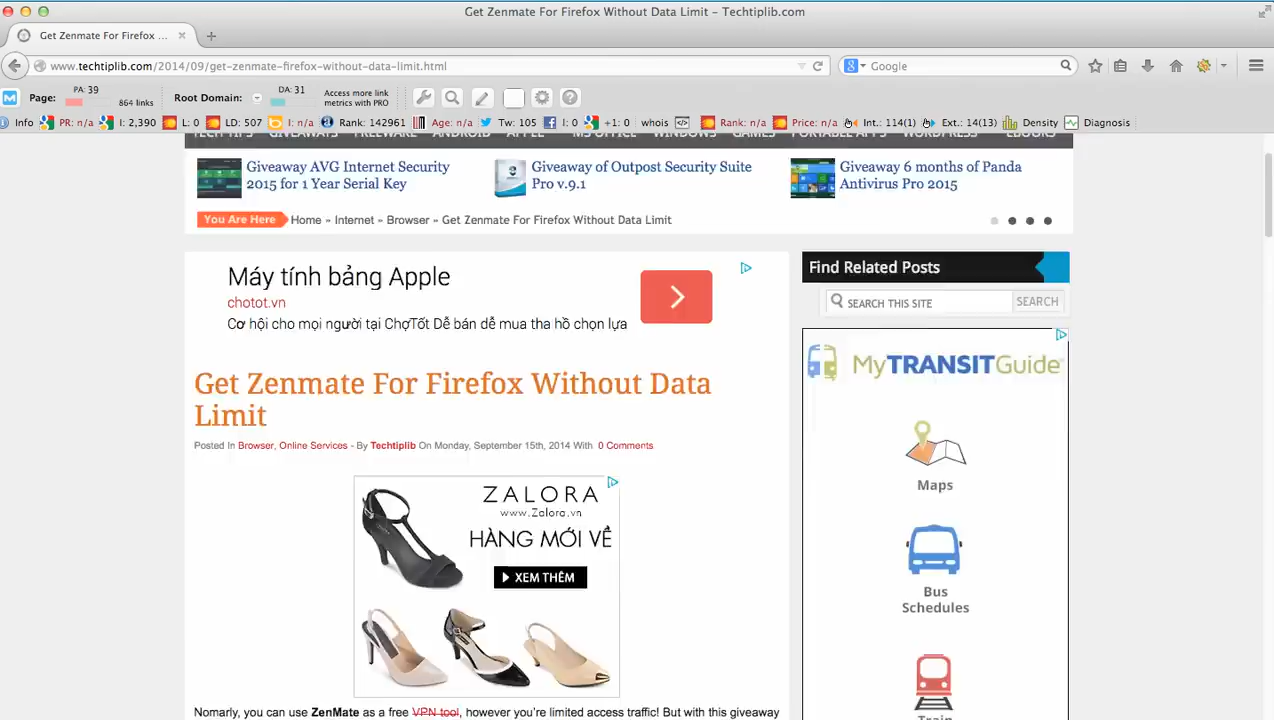 Get Zenmate For Firefox Without Data Limit - Techtiplib.com
Get Zenmate For Firefox ...
www.techtiplib.com/2014/09/get-zenmate-firefox-without-data-limit.html
Google
Page:
PA: 39
864 links
Root Domain:
DA: 31
Access more link
metrics with PRO
Info PR: n/a I: 2,390 L: 0 LD: 507 I: n/a Rank: 142961 Age: n/a Tw: 105 I: 0 +1: 0 whois Rank: n/a Price: n/a Int.: 114(1) Ext.: 14(13) Density Diagnosis
TECH TIPS GIVEAWAYS FREEWARE ANDROID APPLE MS OFFICE WINDOWS GAMES PORTABLE APPS WORDPRESS EBOOKS
Giveaway AVG Internet Security
2015 for 1 Year Serial Key
Giveaway of Outpost Security Suite
Pro v.9.1
Giveaway 6 months of Panda
Antivirus Pro 2015
You Are Here Home » Internet » Browser » Get Zenmate For Firefox Without Data Limit
Máy tính bảng Apple
chotot.vn
Cơ hội cho mọi người tại ChợTốt Dễ bán dễ mua tha hồ chọn lựa
Find Related Posts
SEARCH THIS SITE
SEARCH
MyTRANSITGuide
Get Zenmate For Firefox Without Data
Limit
Posted In Browser, Online Services - By Techtiplib On Monday, September 15th, 2014 With 0 Comments
Maps
ZALORA
www.Zalora.vn
HÀNG MỚI VỀ
XEM THÊM
Bus
Schedules
Nomarly, you can use ZenMate as a free VPN tool, however you're limited access traffic! But with this giveaway
Train